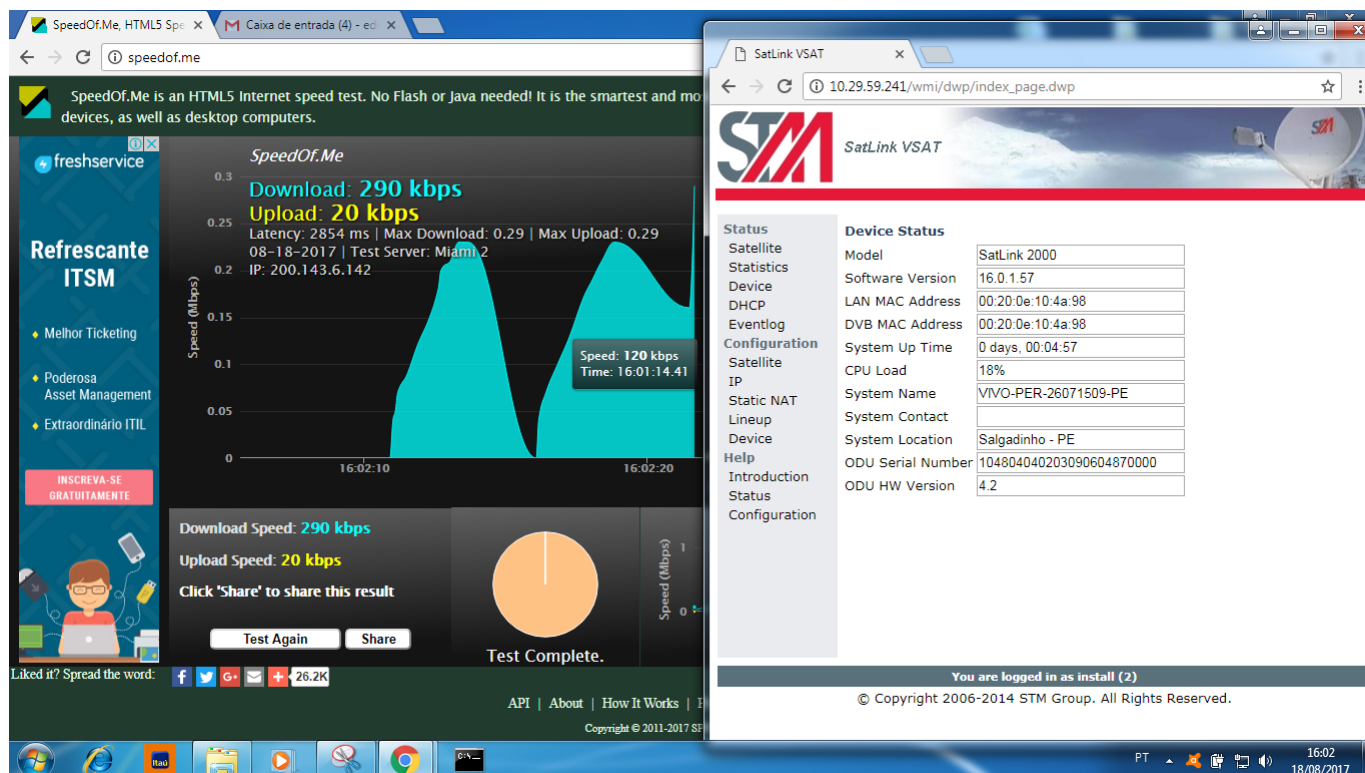 SpeedOf.Me, HTML5 Spe
Caixa de entrada (4) - ed
speedof.me
SpeedOf.Me is an HTML5 Internet speed test. No Flash or Java needed! It is the smartest and mo
devices, as well as desktop computers.
freshservice
Refrescante
ITSM
Melhor Ticketing
Poderosa
Asset Management
Extraordinário ITIL
INSCREVA-SE
GRATUITAMENTE
SpeedOf.Me
Download: 290 kbps
Upload: 20 kbps
Latency: 2854 ms | Max Download: 0.29 | Max Upload: 0.29
08-18-2017 | Test Server: Miami 2
IP: 200.143.6.142
Speed (Mbps)
0.3
0.25
0.2
0.15
0.1
0.05
0
16:02:10
16:02:20
Speed: 120 kbps
Time: 16:01:14.41
Download Speed: 290 kbps
Upload Speed: 20 kbps
Click 'Share' to share this result
Test Again
Share
Test Complete.
Speed (Mbps)
1
0
Liked it? Spread the word:
26.2K
API | About | How It Works |
Copyright © 2011-2017
SatLink VSAT
10.29.59.241/wmi/dwp/index_page.dwp
STM
SatLink VSAT
STM
Status
Satellite
Statistics
Device
DHCP
Eventlog
Configuration
Satellite
IP
Static NAT
Lineup
Device
Help
Introduction
Status
Configuration
Device Status
Model SatLink 2000
Software Version 16.0.1.57
LAN MAC Address 00:20:0e:10:4a:98
DVB MAC Address 00:20:0e:10:4a:98
System Up Time 0 days, 00:04:57
CPU Load 18%
System Name VIVO-PER-26071509-PE
System Contact
System Location Salgadinho - PE
ODU Serial Number 104804040203090604870000
ODU HW Version 4.2
You are logged in as install (2)
© Copyright 2006-2014 STM Group. All Rights Reserved.
Itaú
C:\_
PT
16:02
18/08/2017